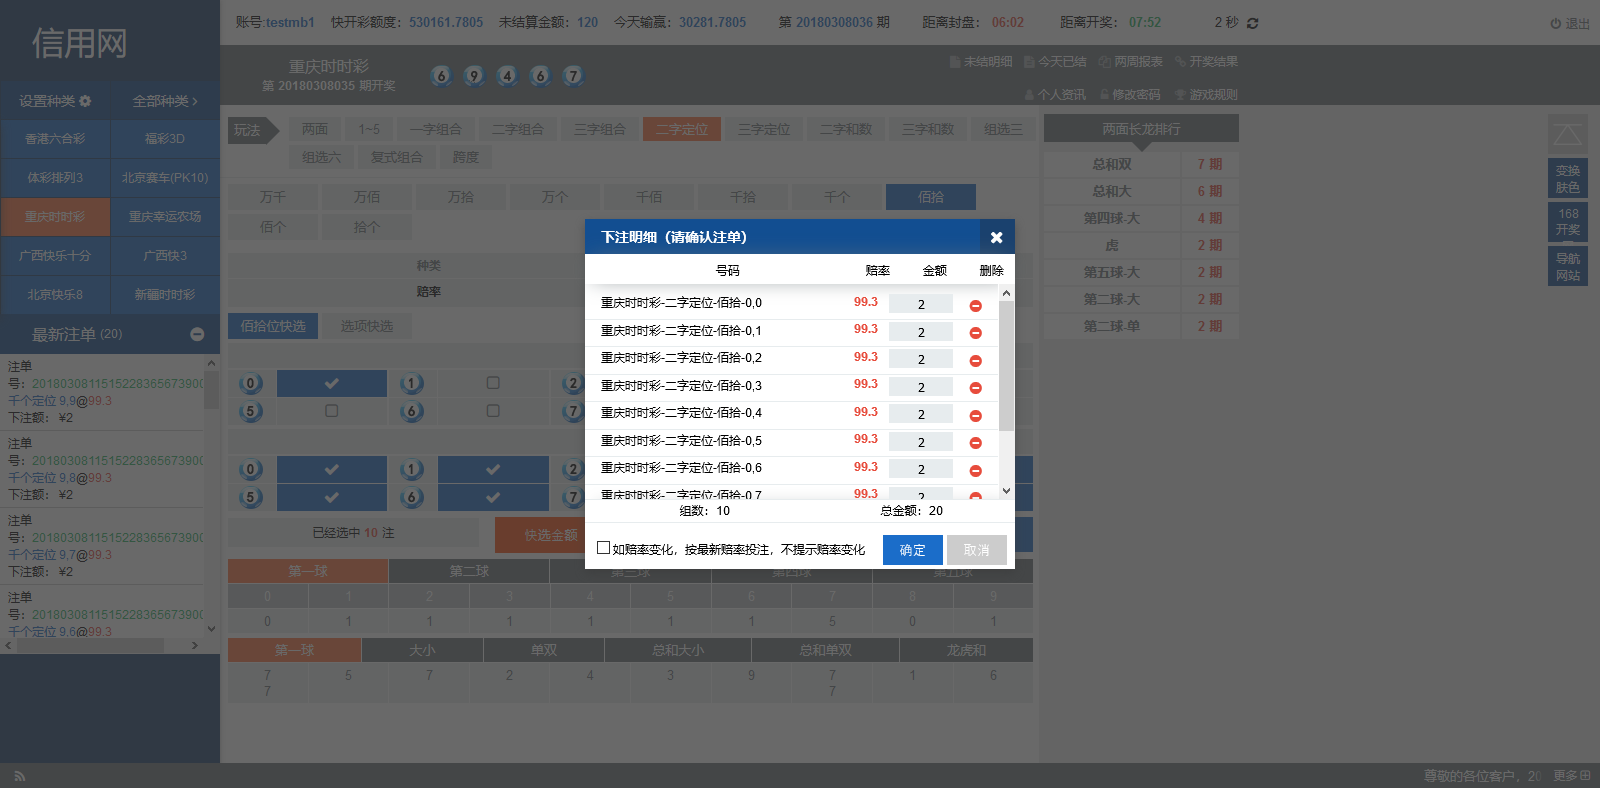 信用网
账号:testmb1 快开彩额度：530161.7805 未结算金额：120 今天输赢：30281.7805 第 20180308036 期 距离封盘： 06:02 距离开奖： 07:52 2 秒 退出
重庆时时彩
第 20180308035 期开奖
6 9 4 6 7
未结明细 今天已结 两周报表 开奖结果
个人资讯 修改密码 游戏规则
设置种类 全部种类
香港六合彩 福彩3D
体彩排列3 北京赛车(PK10)
重庆时时彩 重庆幸运农场
广西快乐十分 广西快3
北京快乐8 新疆时时彩
最新注单 (20)
注单
号：201803081151522836567390
千个定位 9,9@99.3
下注额： ¥2
注单
号：201803081151522836567390
千个定位 9,8@99.3
下注额： ¥2
注单
号：201803081151522836567390
千个定位 9,7@99.3
下注额： ¥2
注单
号：201803081151522836567390
千个定位 9,6@99.3
玩法 两面 1~5 一字组合 二字组合 三字组合 二字定位 三字定位 二字和数 三字和数 组选三
组选六 复式组合 跨度
万千 万佰 万拾 万个 千佰 千拾 千个 佰拾
佰个 拾个
种类
赔率
佰拾位快选 选项快选
0 1 2
5 6 7
0 1 2
5 6 7
已经选中 10 注 快选金额
下注明细（请确认注单）
号码 赔率 金额 删除
重庆时时彩-二字定位-佰拾-0,0 99.3 2
重庆时时彩-二字定位-佰拾-0,1 99.3 2
重庆时时彩-二字定位-佰拾-0,2 99.3 2
重庆时时彩-二字定位-佰拾-0,3 99.3 2
重庆时时彩-二字定位-佰拾-0,4 99.3 2
重庆时时彩-二字定位-佰拾-0,5 99.3 2
重庆时时彩-二字定位-佰拾-0,6 99.3 2
重庆时时彩-二字定位-佰拾-0,7 99.3 2
组数：10 总金额：20
如赔率变化，按最新赔率投注，不提示赔率变化 确定 取消
第一球 第二球 第三球 第四球 第五球
0 1 2 3 4 5 6 7 8 9
0 1 1 1 1 1 1 5 0 1
第一球 大小 单双 总和大小 总和单双 龙虎和
7 5 7 2 4 3 9 7 1 6
7 7
两面长龙排行
总和双 7 期
总和大 6 期
第四球-大 4 期
虎 2 期
第五球-大 2 期
第二球-大 2 期
第二球-单 2 期
变换
肤色
168
开奖
导航
网站
尊敬的各位客户，20 更多